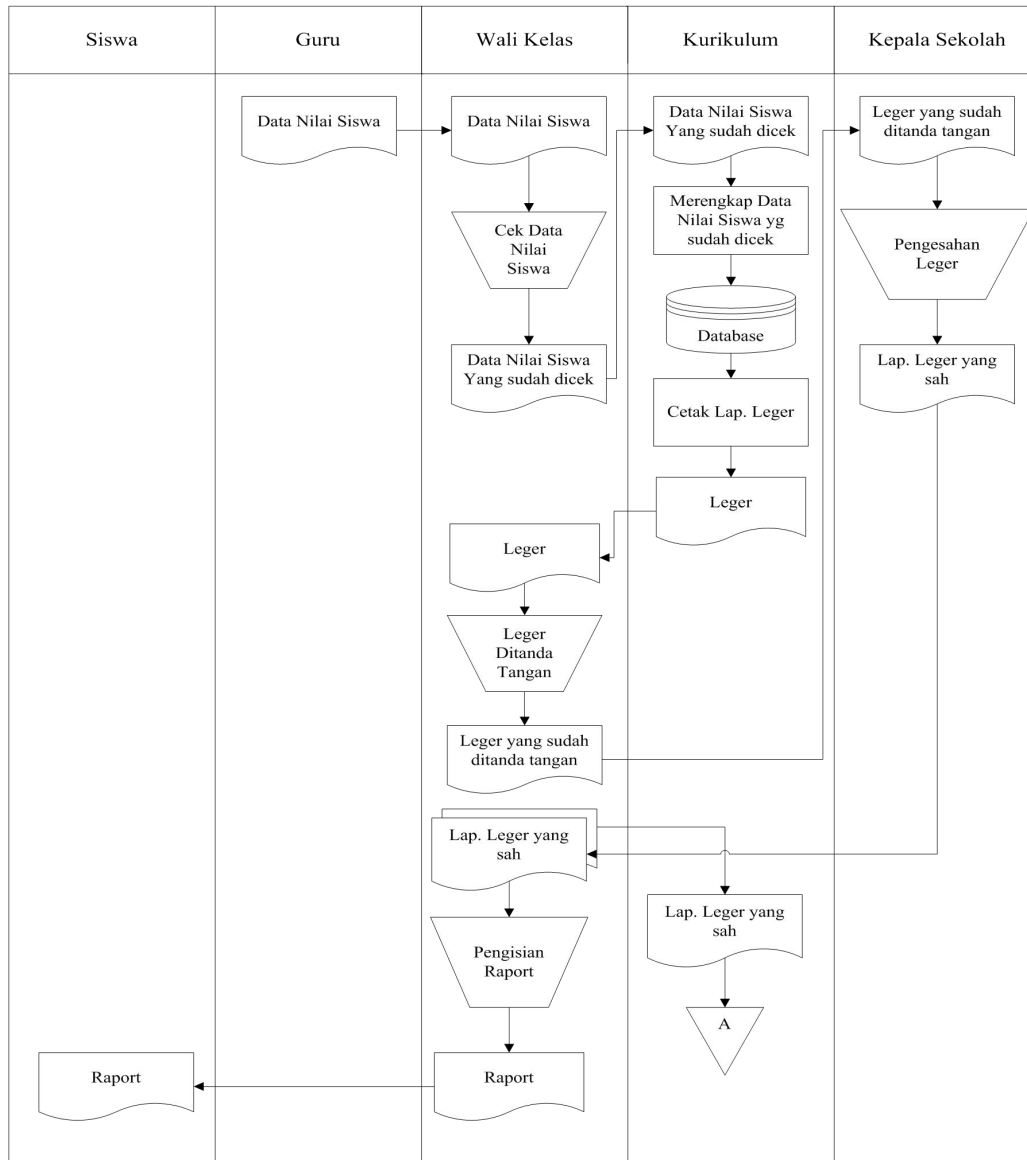 Siswa
Guru
Wali Kelas
Kurikulum
Kepala Sekolah
Data Nilai Siswa
Data Nilai Siswa
Data Nilai Siswa
Yang sudah dicek
Leger yang sudah
ditanda tangan
Cek Data
Nilai
Siswa
Merengkap Data
Nilai Siswa yg
sudah dicek
Pengesahan
Leger
Database
Data Nilai Siswa
Yang sudah dicek
Lap. Leger yang
sah
Cetak Lap. Leger
Leger
Leger
Leger
Ditanda
Tangan
Leger yang sudah
ditanda tangan
Lap. Leger yang
sah
Lap. Leger yang
sah
Pengisian
Raport
A
Raport
Raport